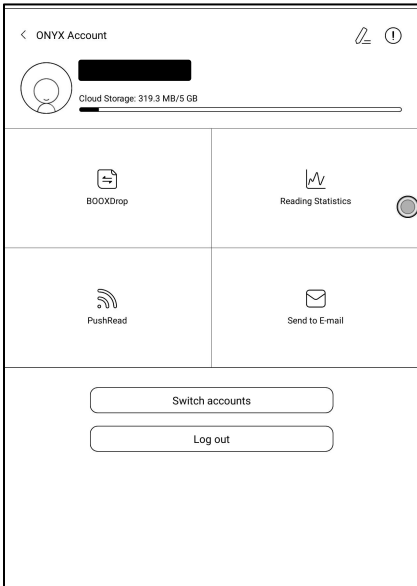 ONYX Account
Cloud Storage: 319.3 MB/5 GB
BOOXDrop
Reading Statistics
PushRead
Send to E-mail
Switch accounts
Log out